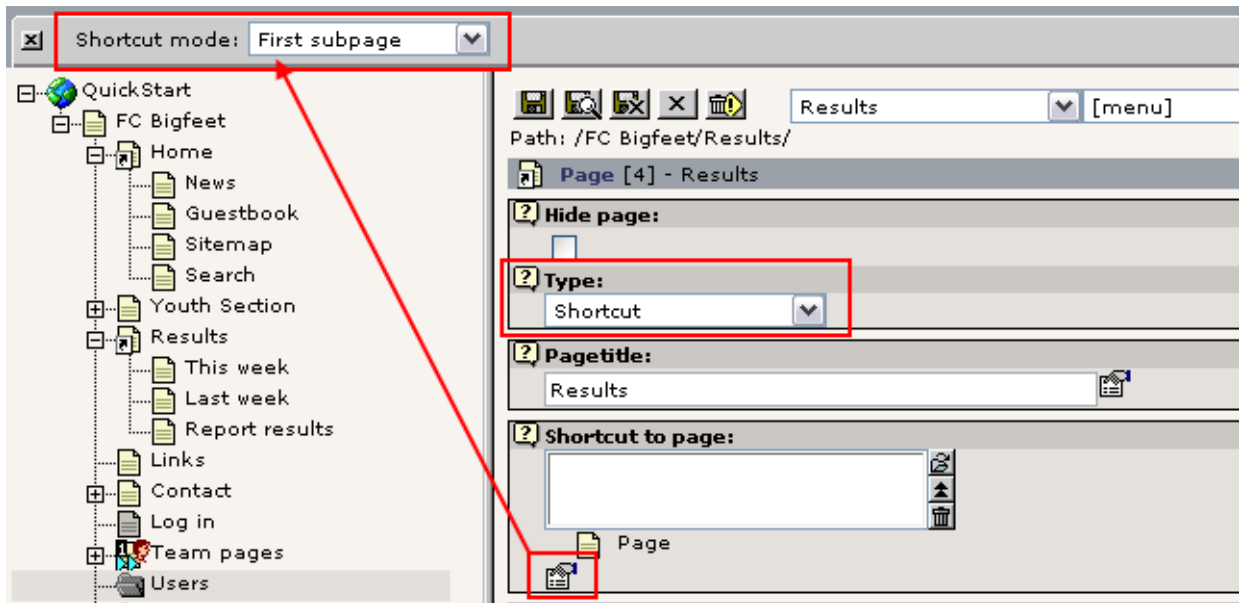 Shortcut mode: First subpage
QuickStart
FC Bigfeet
Home
News
Guestbook
Sitemap
Search
Youth Section
Results
This week
Last week
Report results
Links
Contact
Log in
Team pages
Users
Results [menu]
Path: /FC Bigfeet/Results/
Page [4] - Results
Hide page:
Type:
Shortcut
Pagetitle:
Results
Shortcut to page:
Page